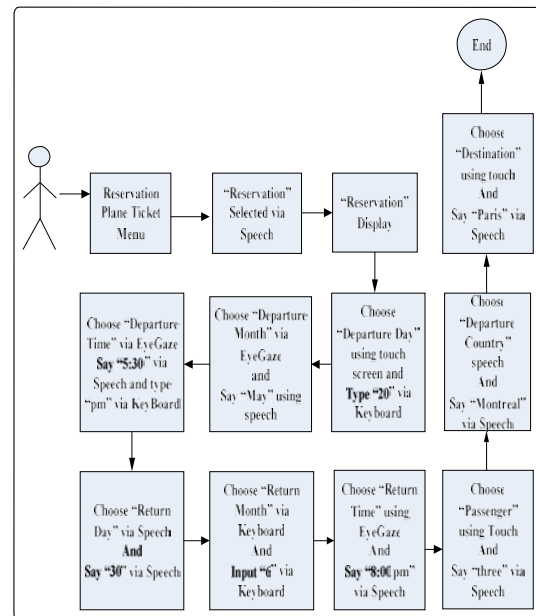 Reservation
Plane Ticket
Menu
“Reservation”
Selected via
Speech
“Reservation”
Display
Choose
“Departure Day”
using touch
screen and
Type “20” via
Keyboard
Choose “Departure
Month” via
EyeGaze
and
Say “May” using
speech
Choose “Departure
Time” via EyeGaze
Say “5:30” via
Speech and type
“pm” via KeyBoard
Choose “Return
Day” via Speech
And
Say “30” via Speech
Choose “Return
Month” via
Keyboard
And
Input “6” via
Keyboard
Choose “Return
Time” using
EyeGaze
And
Say “8:00 pm”
via Speech
Choose
“Passenger”
using Touch
And
Say “three” via
Speech
Choose
“Departure
Country”
speech
And
Say “Montreal”
via Speech
Choose
“Destination”
using touch
And
Say “Paris” via
Speech
End